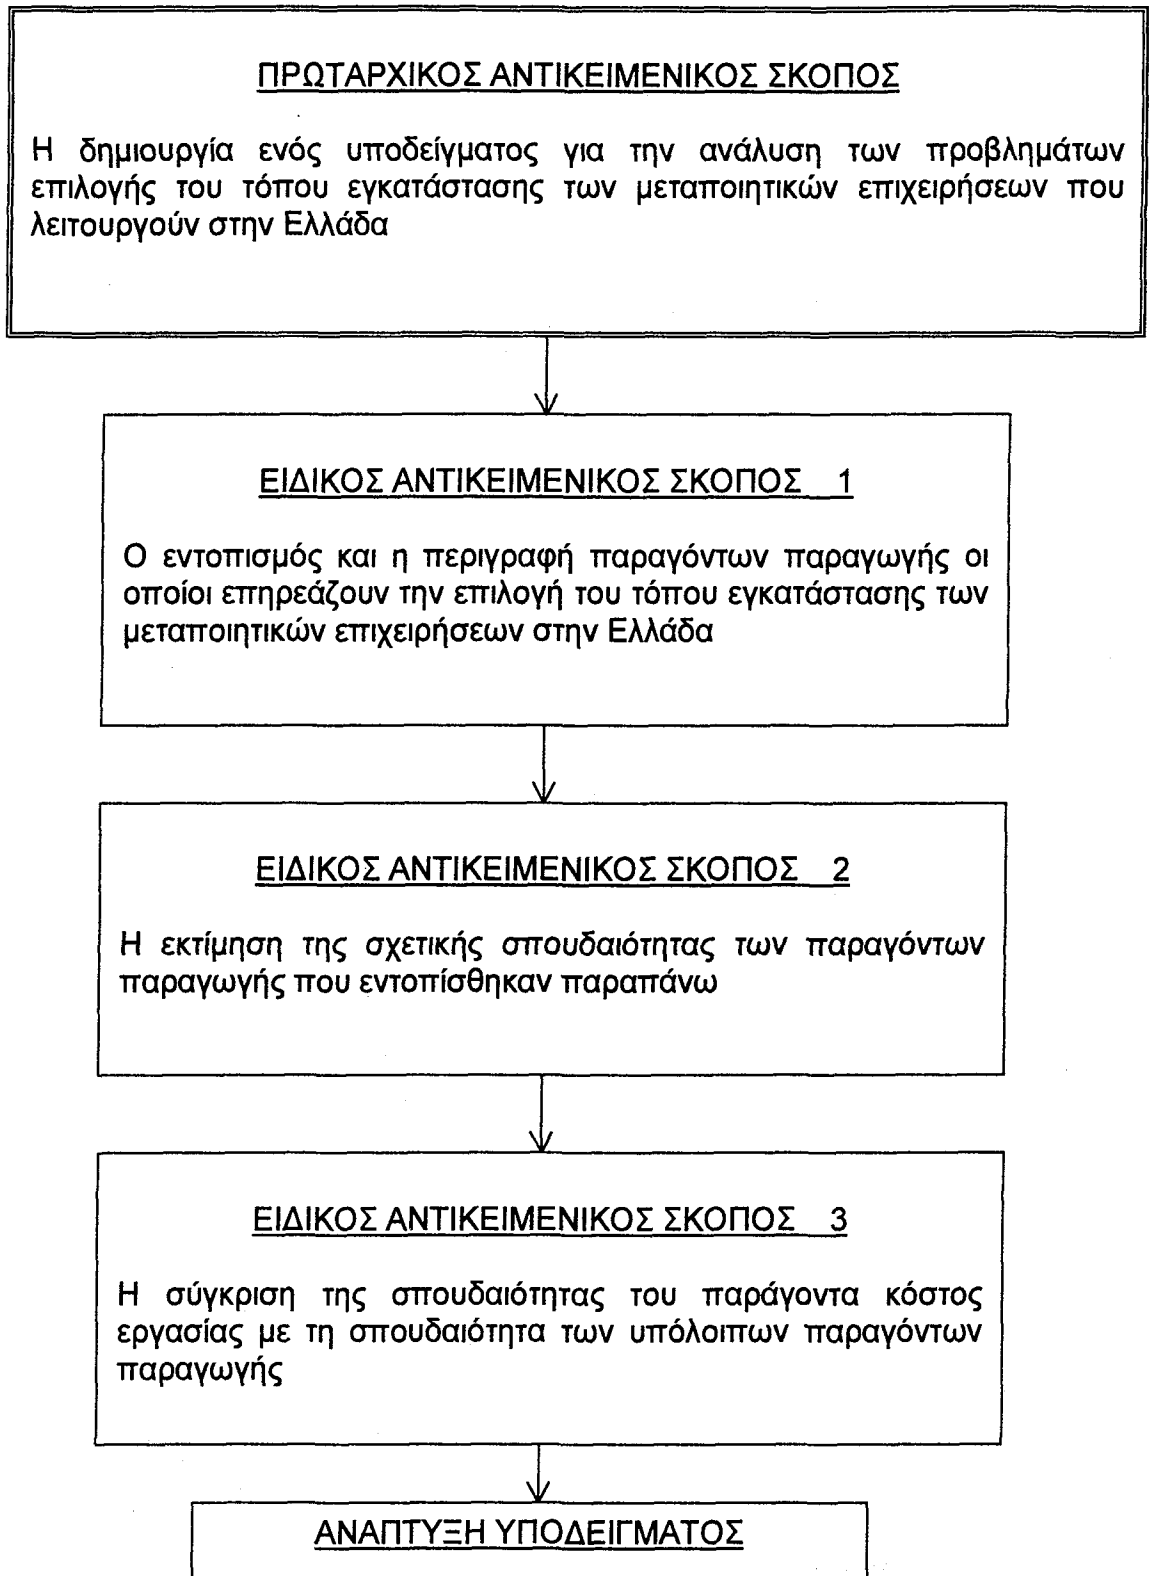 ΠΡΩΤΑΡΧΙΚΟΣ ΑΝΤΙΚΕΙΜΕΝΙΚΟΣ ΣΚΟΠΟΣ
Η δημιουργία ενός υποδείγματος για την ανάλυση των προβλημάτων
επιλογής του τόπου εγκατάστασης των μεταποιητικών επιχειρήσεων που
λειτουργούν στην Ελλάδα
ΕΙΔΙΚΟΣ ΑΝΤΙΚΕΙΜΕΝΙΚΟΣ ΣΚΟΠΟΣ 1
Ο εντοπισμός και η περιγραφή παραγόντων παραγωγής οι
οποίοι επηρεάζουν την επιλογή του τόπου εγκατάστασης των
μεταποιητικών επιχειρήσεων στην Ελλάδα
ΕΙΔΙΚΟΣ ΑΝΤΙΚΕΙΜΕΝΙΚΟΣ ΣΚΟΠΟΣ 2
Η εκτίμηση της σχετικής σπουδαιότητας των παραγόντων
παραγωγής που εντοπίσθηκαν παραπάνω
ΕΙΔΙΚΟΣ ΑΝΤΙΚΕΙΜΕΝΙΚΟΣ ΣΚΟΠΟΣ 3
Η σύγκριση της σπουδαιότητας του παράγοντα κόστος
εργασίας με τη σπουδαιότητα των υπόλοιπων παραγόντων
παραγωγής
ΑΝΑΠΤΥΞΗ ΥΠΟΔΕΙΓΜΑΤΟΣ